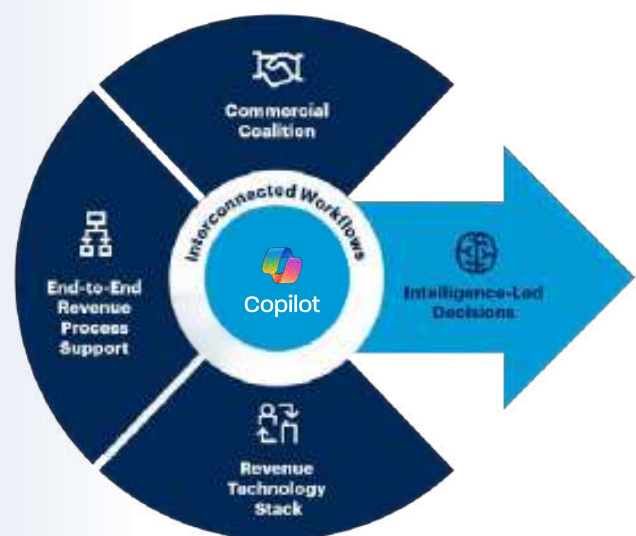 Commercial
Coalition
Interconnected Workflows
Copilot
End-to-End
Revenue
Process
Support
Intelligence-Led
Decisions
Revenue
Technology
Stack